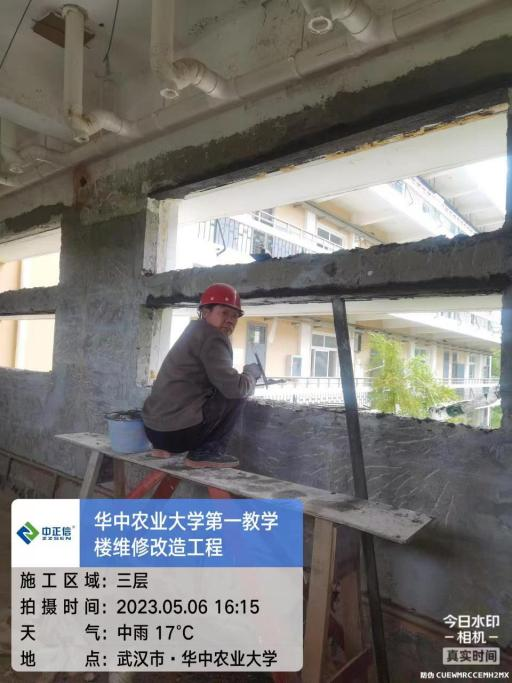 中正信
ZZSEN
华中农业大学第一教学
楼维修改造工程
施工区域：三层
拍摄时间：2023.05.06 16:15
天气：中雨 17℃
地点：武汉市·华中农业大学
今日水印
-相机-
真实时间
防伪 CUEWMRCCEMH2MX